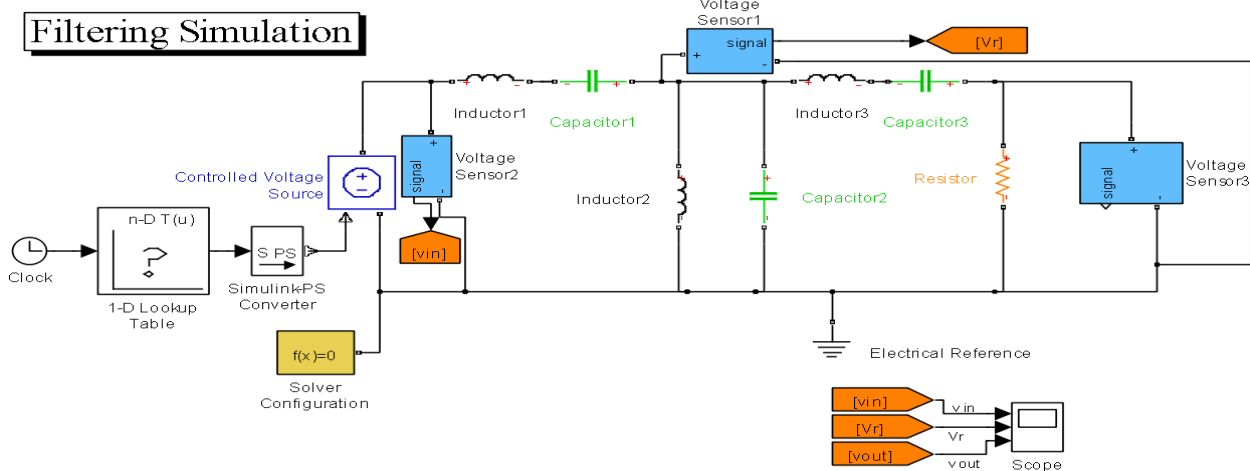 Filtering Simulation
Voltage
Sensor1
signal
+
-
[Vr]
Inductor1
Capacitor1
Inductor3
Capacitor3
Controlled Voltage
Source
signal
+
-
Voltage
Sensor2
[vin]
Inductor2
Capacitor2
Resistor
signal
+
-
Voltage
Sensor3
Clock
n-D T(u)
?
1-D Lookup
Table
S PS
Simulink-PS
Converter
f(x)=0
Solver
Configuration
Electrical Reference
[vin]
vin
[Vr]
Vr
[vout]
vout
Scope